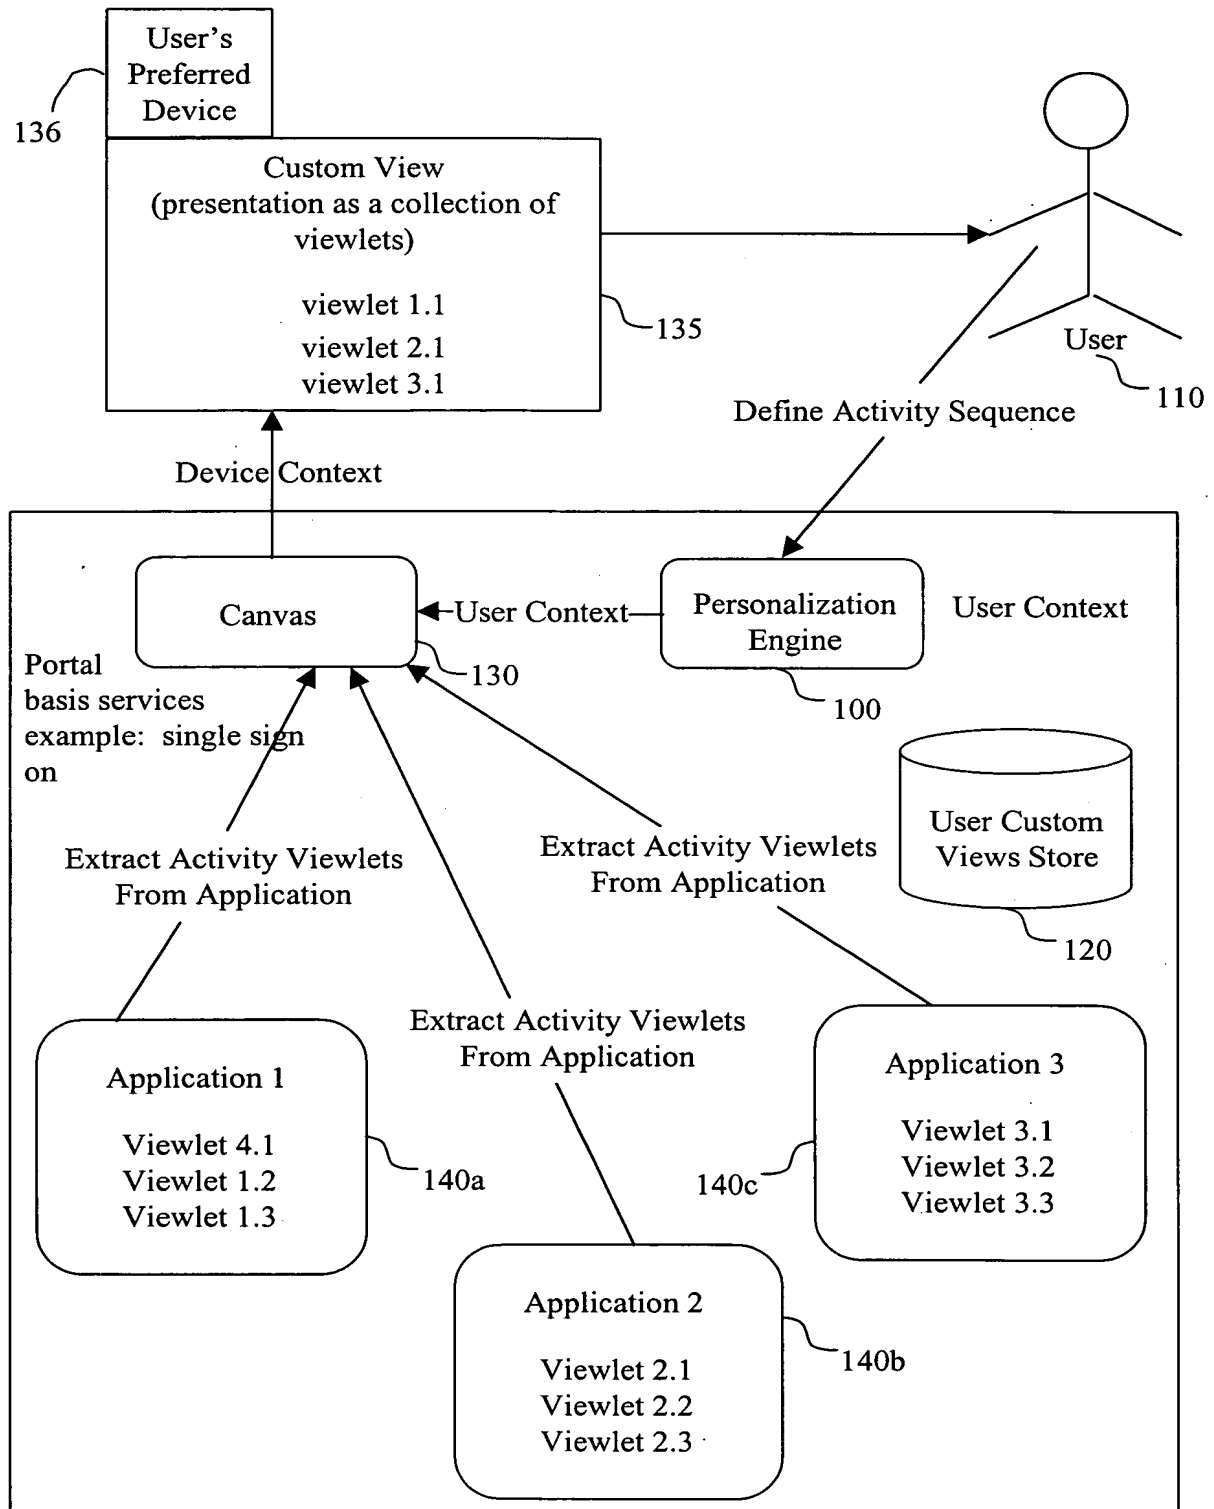 User's
Preferred
Device
136
Custom View
(presentation as a collection of
viewlets)
viewlet 1.1
viewlet 2.1
viewlet 3.1
135
User
110
Define Activity Sequence
Device Context
Canvas
130
User Context
Personalization
Engine
100
User Context
Portal
basis services
example: single sign
on
User Custom
Views Store
120
Extract Activity Viewlets
From Application
Extract Activity Viewlets
From Application
Extract Activity Viewlets
From Application
Application 1
Viewlet 4.1
Viewlet 1.2
Viewlet 1.3
140a
Application 3
Viewlet 3.1
Viewlet 3.2
Viewlet 3.3
140c
Application 2
Viewlet 2.1
Viewlet 2.2
Viewlet 2.3
140b